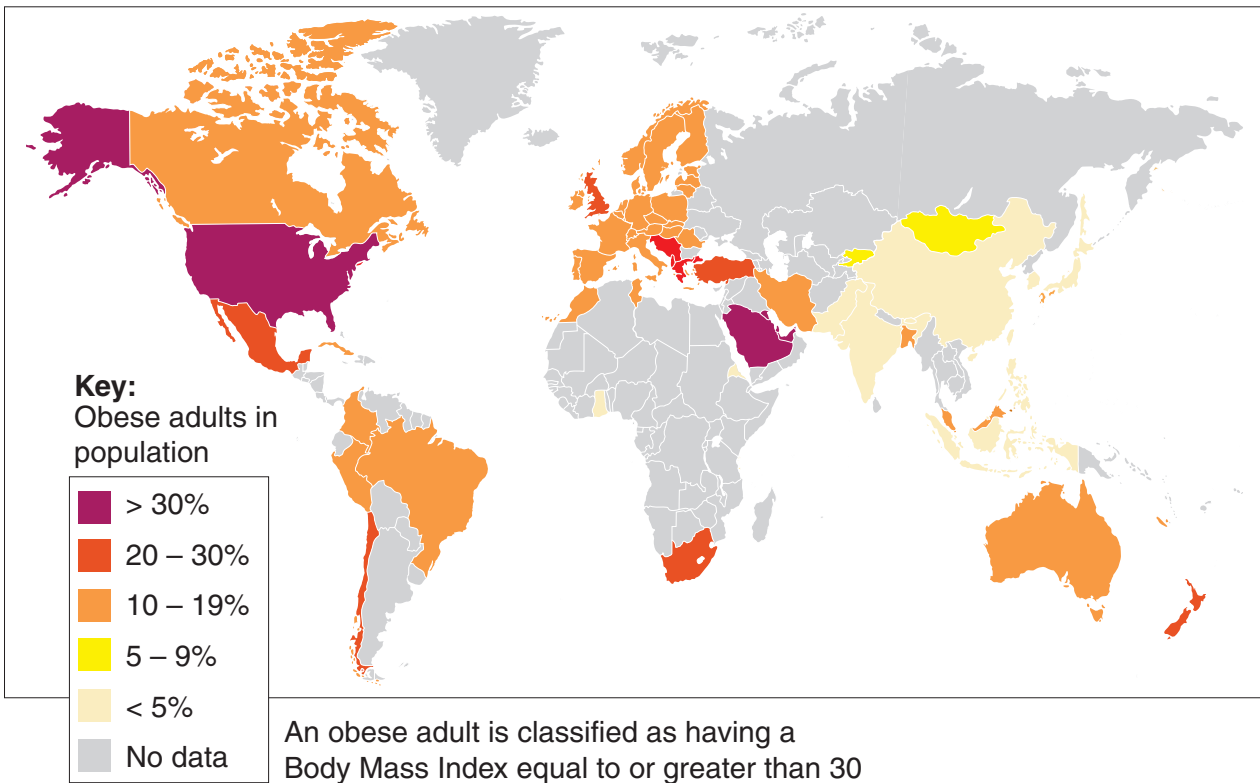 Key:
Obese adults in
population
> 30%
20 – 30%
10 – 19%
5 – 9%
< 5%
No data
An obese adult is classified as having a
Body Mass Index equal to or greater than 30